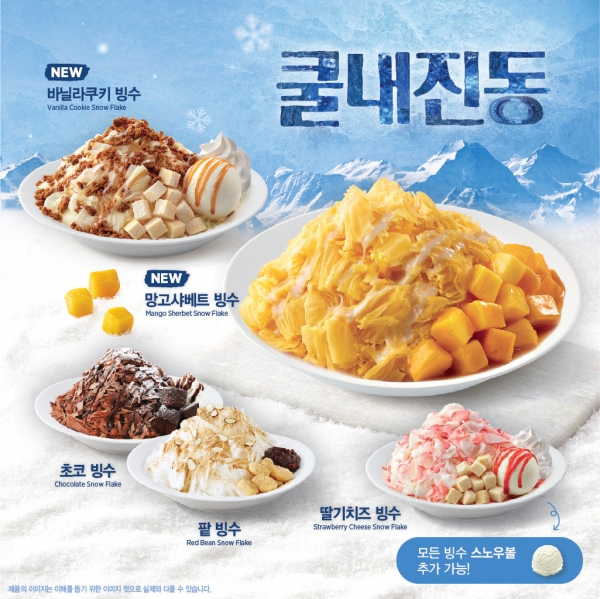 쿨내진동
NEW
바닐라쿠키 빙수
Vanilla Cookie Snow Flake
NEW
망고샤베트 빙수
Mango Sherbet Snow Flake
초코 빙수
Chocolate Snow Flake
팥 빙수
Red Bean Snow Flake
딸기치즈 빙수
Strawberry Cheese Snow Flake
모든 빙수 스노우볼
추가 가능!
제품의 이미지는 이해를 돕기 위한 이미지 컷으로 실제와 다를 수 있습니다.